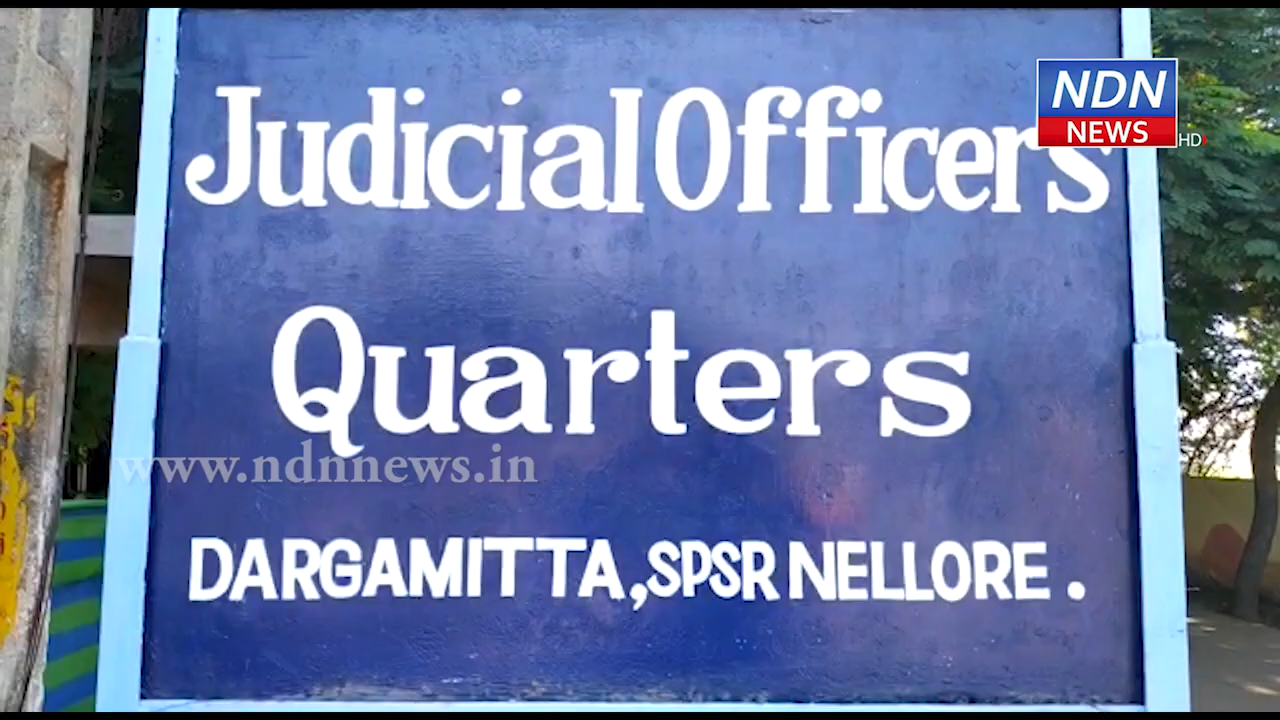 NDN
NEWS
HD
Judicial Officers
Quarters
www.ndnnews.in
DARGAMITTA, SPSR NELLORE .